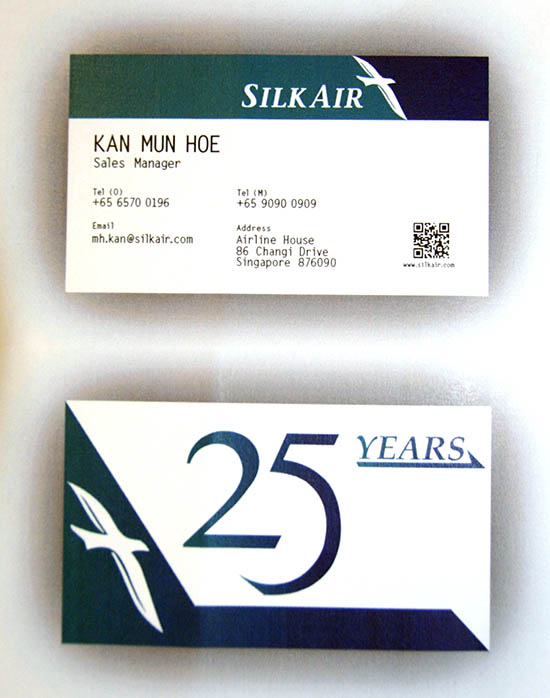 SILKAIR
KAN MUN HOE
Sales Manager
Tel (O)
+65 6570 0196
Tel (M)
+65 9090 0909
Email
mh.kan@silkair.com
Address
Airline House
86 Changi Drive
Singapore 876090
www.silkair.com
25 YEARS